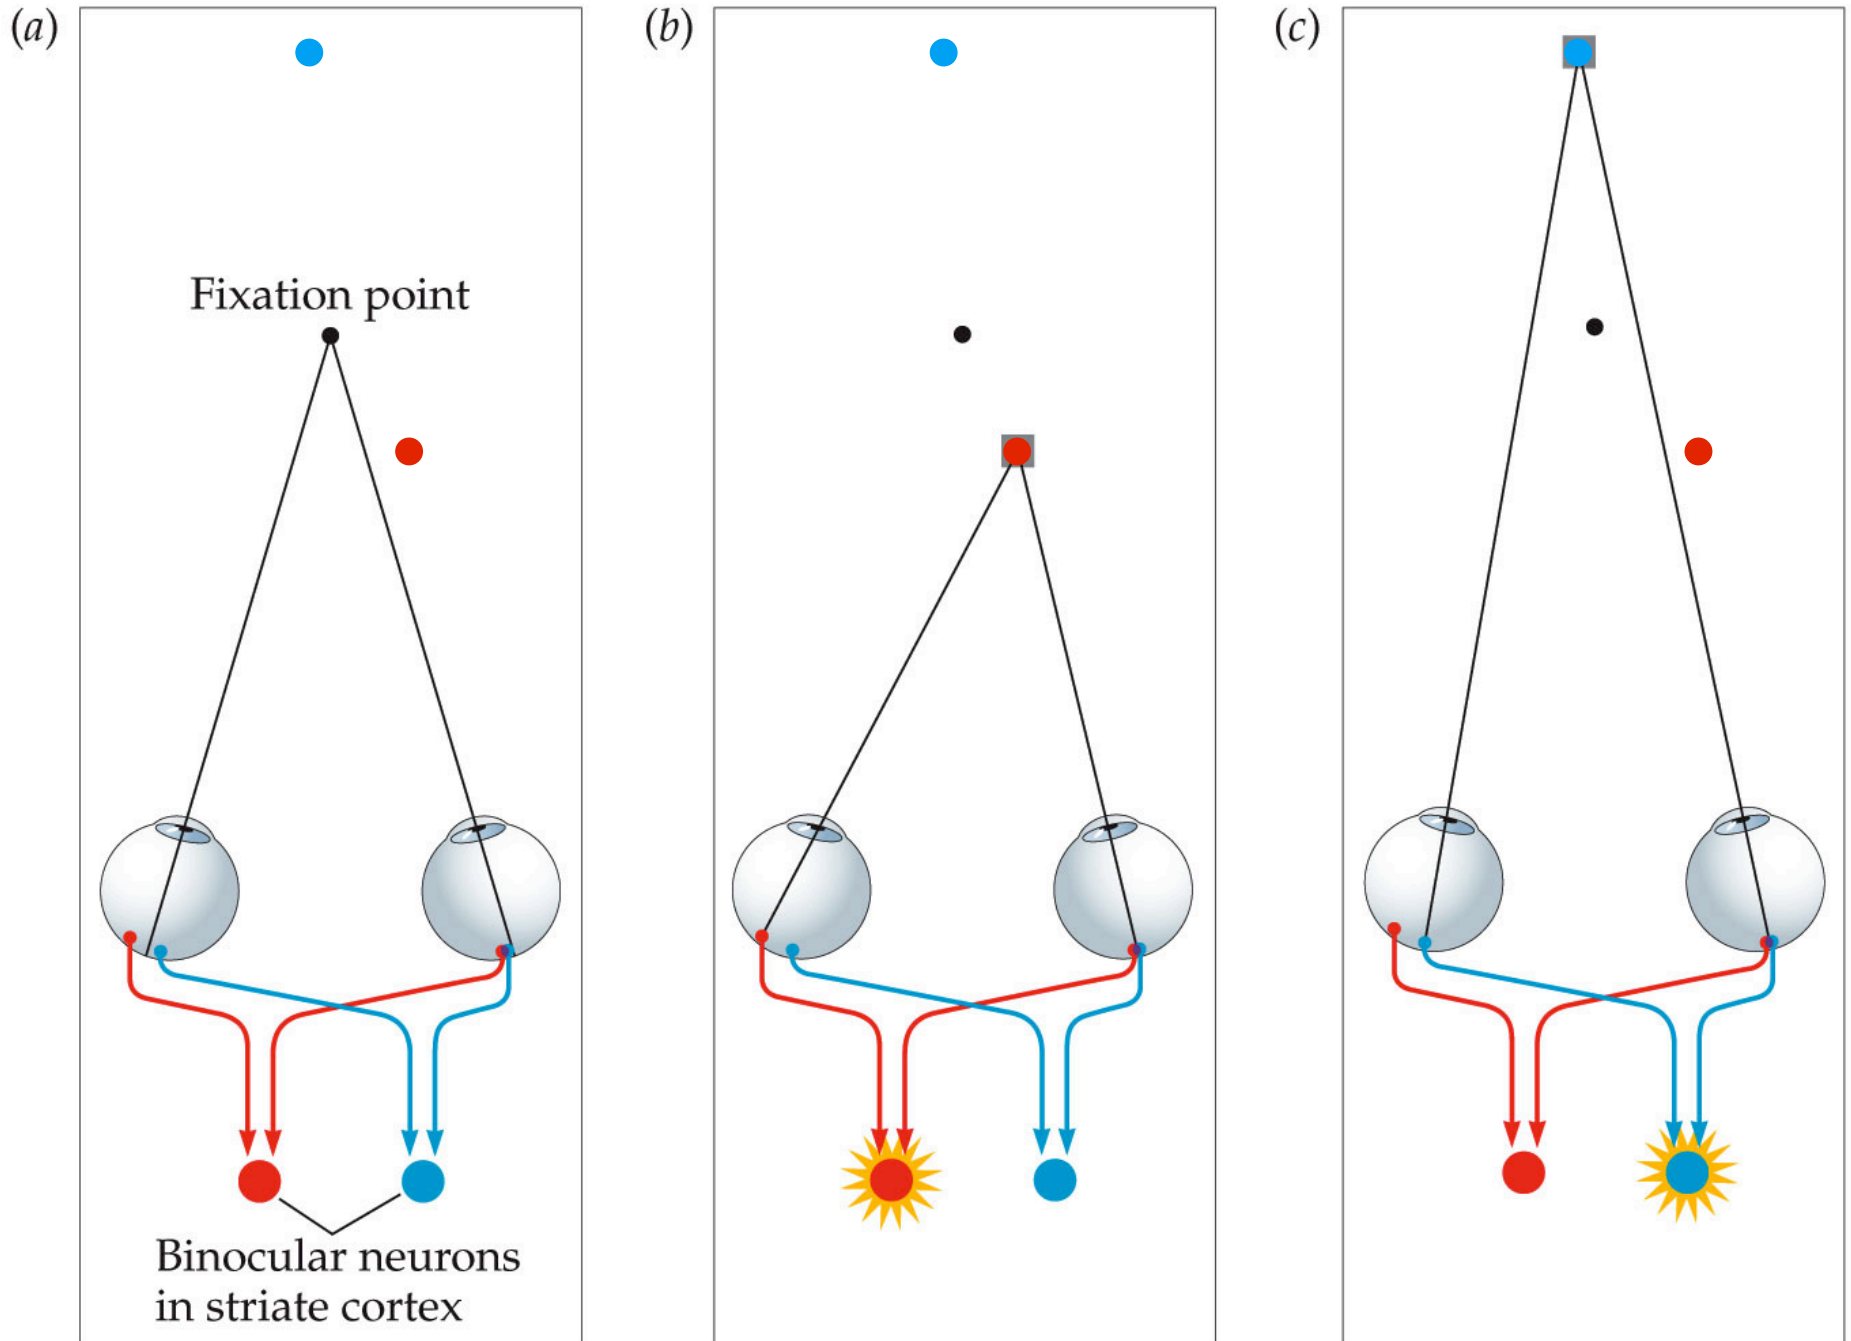 (a)
Fixation point
Binocular neurons
in striate cortex
(b)
(c)